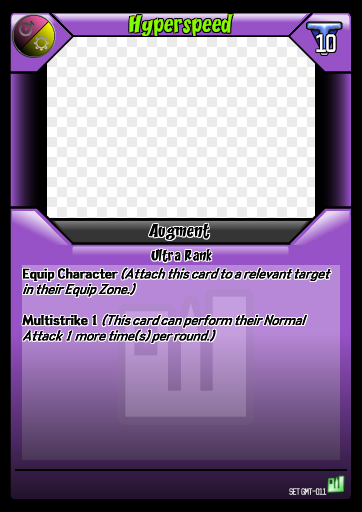 Hyperspeed
10
Augment
Ultra Rank
Equip Character (Attach this card to a relevant target
in their Equip Zone.)
Multistrike 1 (This card can perform their Normal
Attack 1 more time(s) per round.)
SET GMT-011